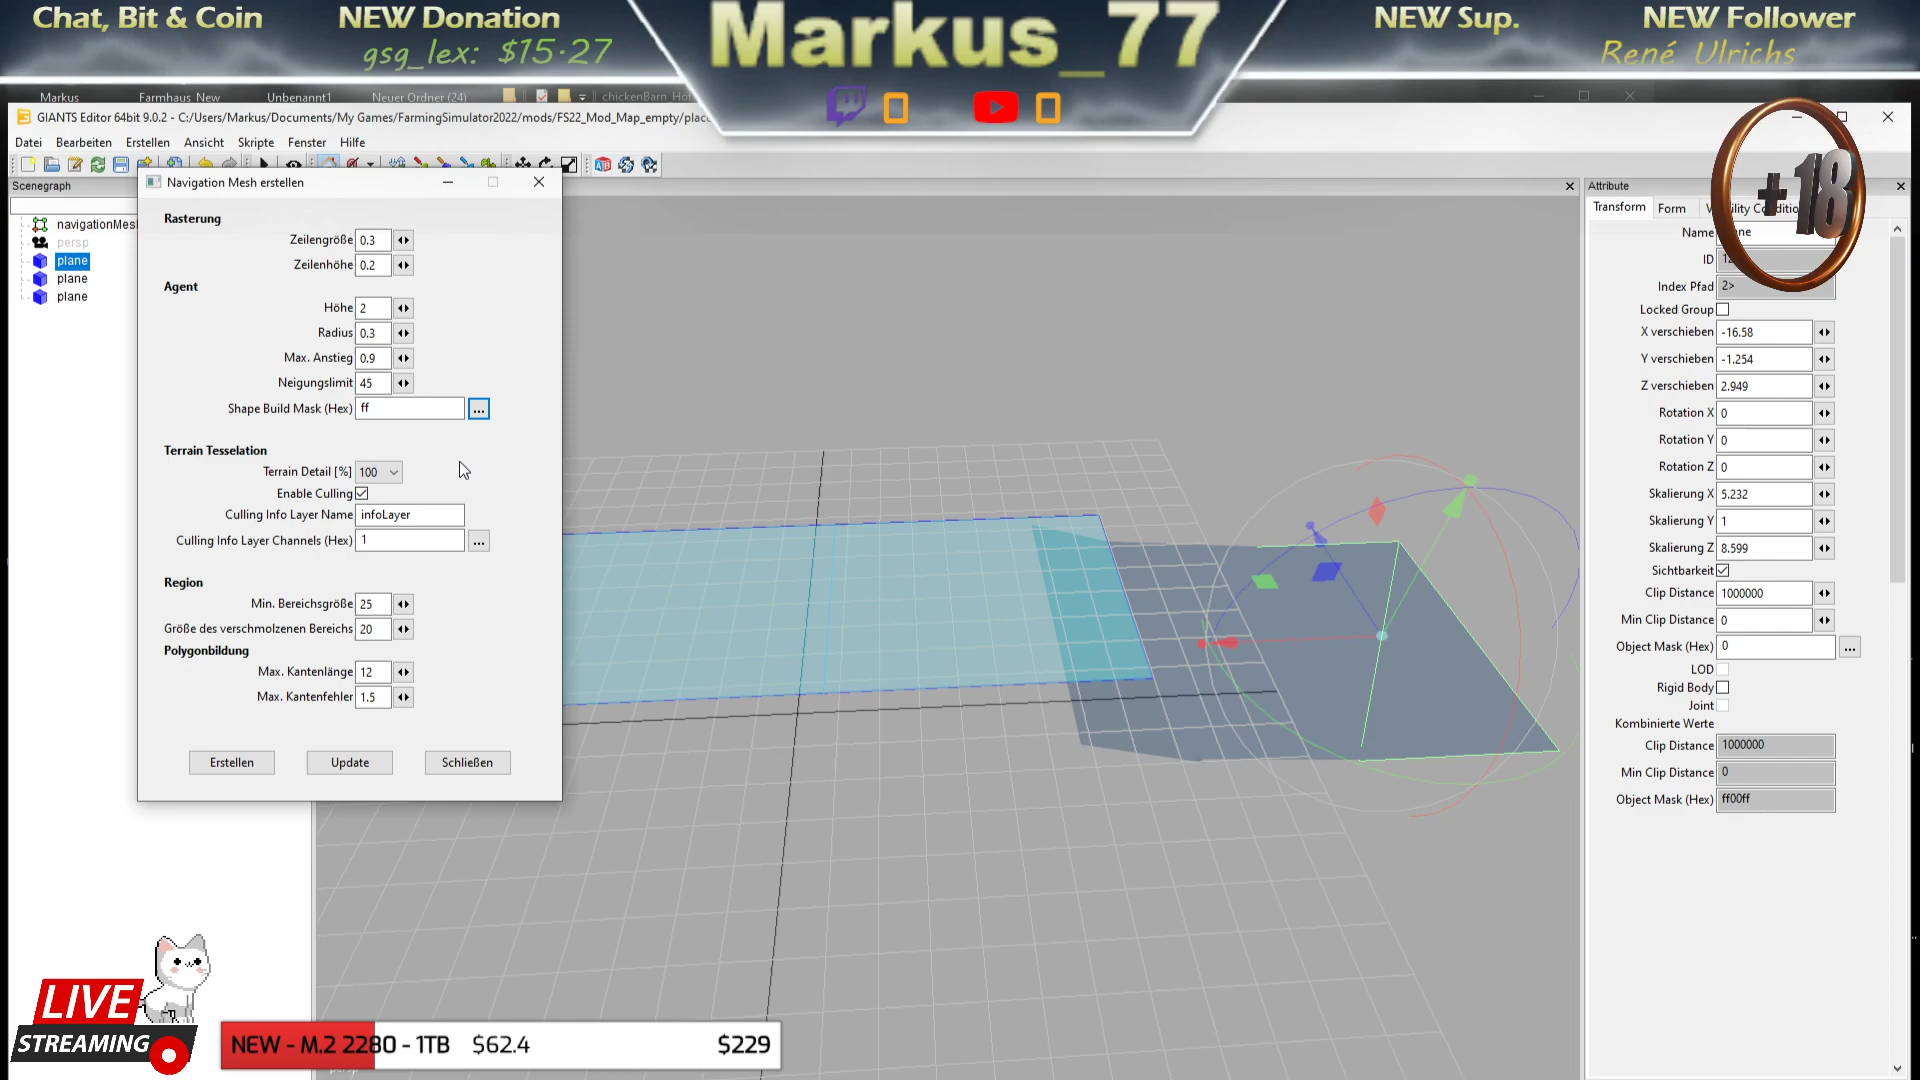 Chat, Bit & Coin
NEW Donation
gsg_lex: $15.27
Markus_77
NEW Sup.
NEW Follower
René Ulrichs
Markus
Farmhaus_New
Unbenannt1
Neuer Ordner (24)
chickenBarn_Hot
GIANTS Editor 64bit 9.0.2 - C:/Users/Markus/Documents/My Games/FarmingSimulator2022/mods/FS22_Mod_Map_empty/plac
Datei Bearbeiten Erstellen Ansicht Skripte Fenster Hilfe
Scenegraph
navigationMesh
persp
plane
plane
plane
Navigation Mesh erstellen
Rasterung
Zeilengröße 0.3
Zeilenhöhe 0.2
Agent
Höhe 2
Radius 0.3
Max. Anstieg 0.9
Neigungslimit 45
Shape Build Mask (Hex) ff ...
Terrain Tesselation
Terrain Detail [%] 100
Enable Culling
Culling Info Layer Name infoLayer
Culling Info Layer Channels (Hex) 1 ...
Region
Min. Bereichsgröße 25
Größe des verschmolzenen Bereichs 20
Polygonbildung
Max. Kantenlänge 12
Max. Kantenfehler 1.5
Erstellen Update Schließen
Attribute
Transform Form
Name
ID
Index Pfad 2>
Locked Group
X verschieben -16.58
Y verschieben -1.254
Z verschieben 2.949
Rotation X 0
Rotation Y 0
Rotation Z 0
Skalierung X 5.232
Skalierung Y 1
Skalierung Z 8.599
Sichtbarkeit
Clip Distance 1000000
Min Clip Distance 0
Object Mask (Hex) 0 ...
LOD
Rigid Body
Joint
Kombinierte Werte
Clip Distance 1000000
Min Clip Distance 0
Object Mask (Hex) ff00ff
+18
LIVE
STREAMING
NEW - M.2 2280 - 1TB $62.4 $229
persp